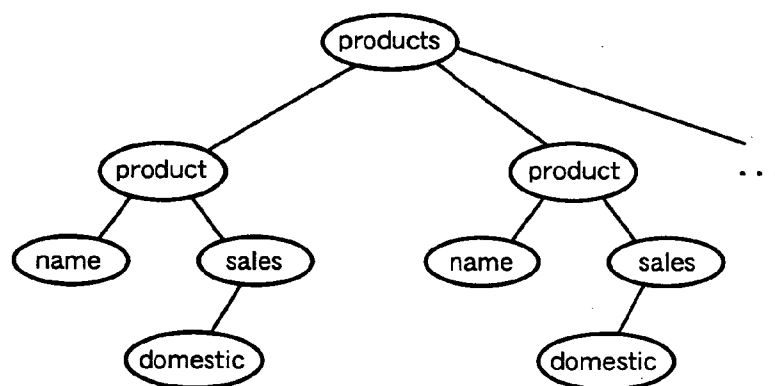 products
product
product
..
name
sales
name
sales
domestic
domestic